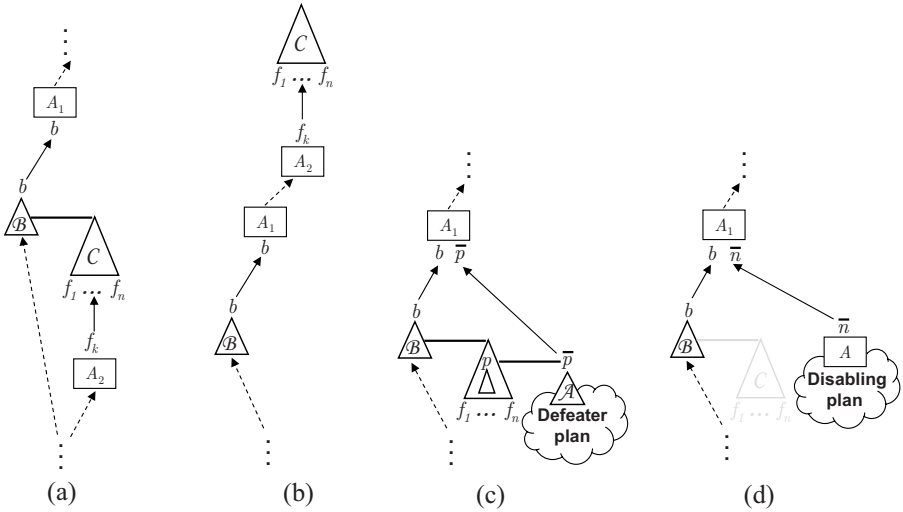 A₁
b
b
ℬ
C
f₁ ... fₙ
fₖ
A₂
(a)
C
f₁ ... fₙ
fₖ
A₂
A₁
b
b
ℬ
(b)
A₁
b p̅
b
ℬ
p
p̅
𝒜
f₁ ... fₙ
Defeater
plan
(c)
A₁
b n̅
b
ℬ
C
f₁ ... fₙ
n̅
A
Disabling
plan
(d)